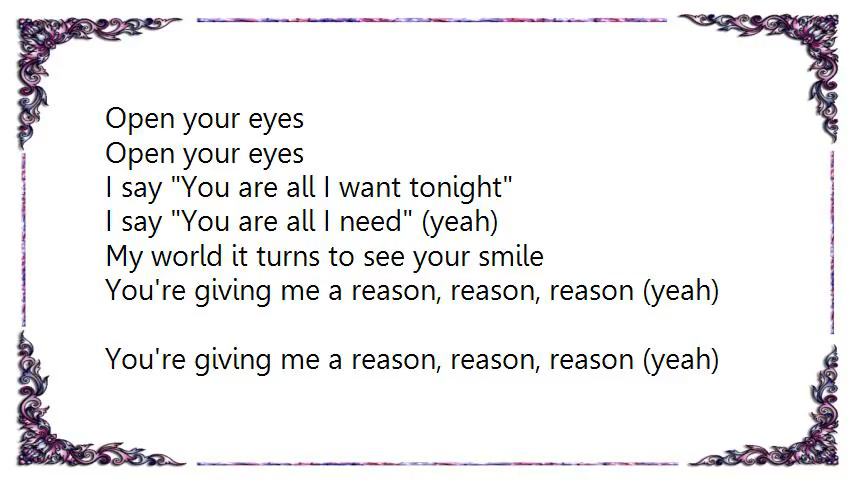 Open your eyes
Open your eyes
I say "You are all I want tonight"
I say "You are all I need" (yeah)
My world it turns to see your smile
You're giving me a reason, reason, reason (yeah)
You're giving me a reason, reason, reason (yeah)